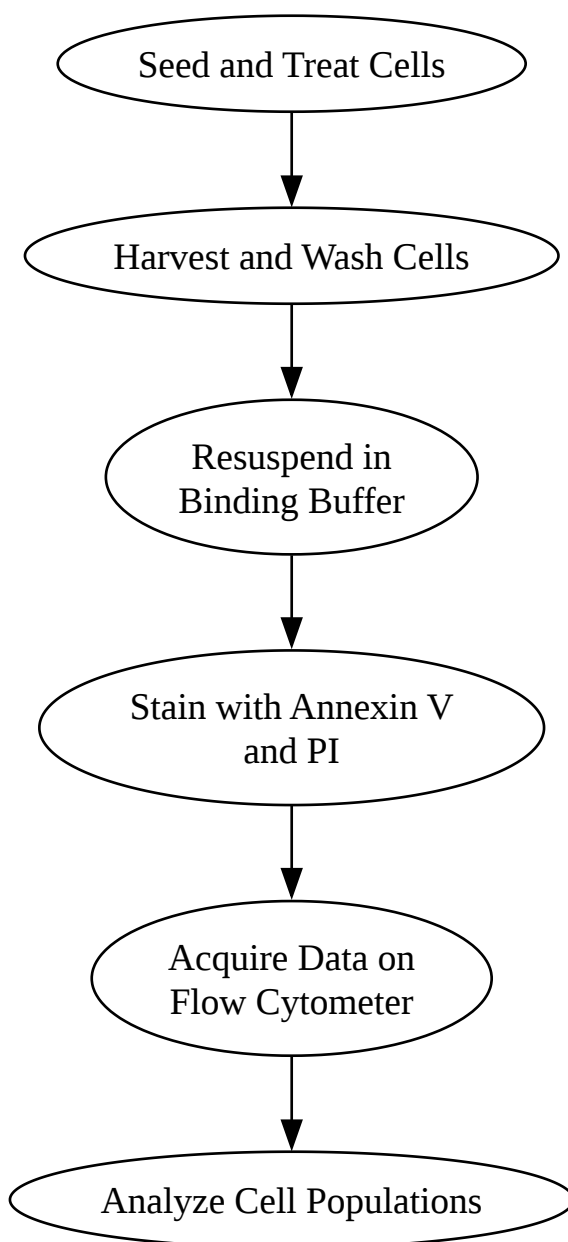 Seed and Treat Cells
Harvest and Wash Cells
Resuspend in
Binding Buffer
Stain with Annexin V
and PI
Acquire Data on
Flow Cytometer
Analyze Cell Populations